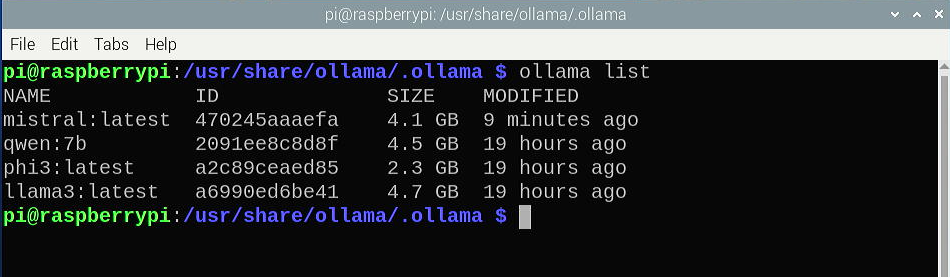 pi@raspberrypi: /usr/share/ollama/.ollama
File Edit Tabs Help
pi@raspberrypi:/usr/share/ollama/.ollama $ ollama list
NAME ID SIZE MODIFIED
mistral:latest 470245aaaefa 4.1 GB 9 minutes ago
qwen:7b 2091ee8c8d8f 4.5 GB 19 hours ago
phi3:latest a2c89ceaed85 2.3 GB 19 hours ago
llama3:latest a6990ed6be41 4.7 GB 19 hours ago
pi@raspberrypi:/usr/share/ollama/.ollama $